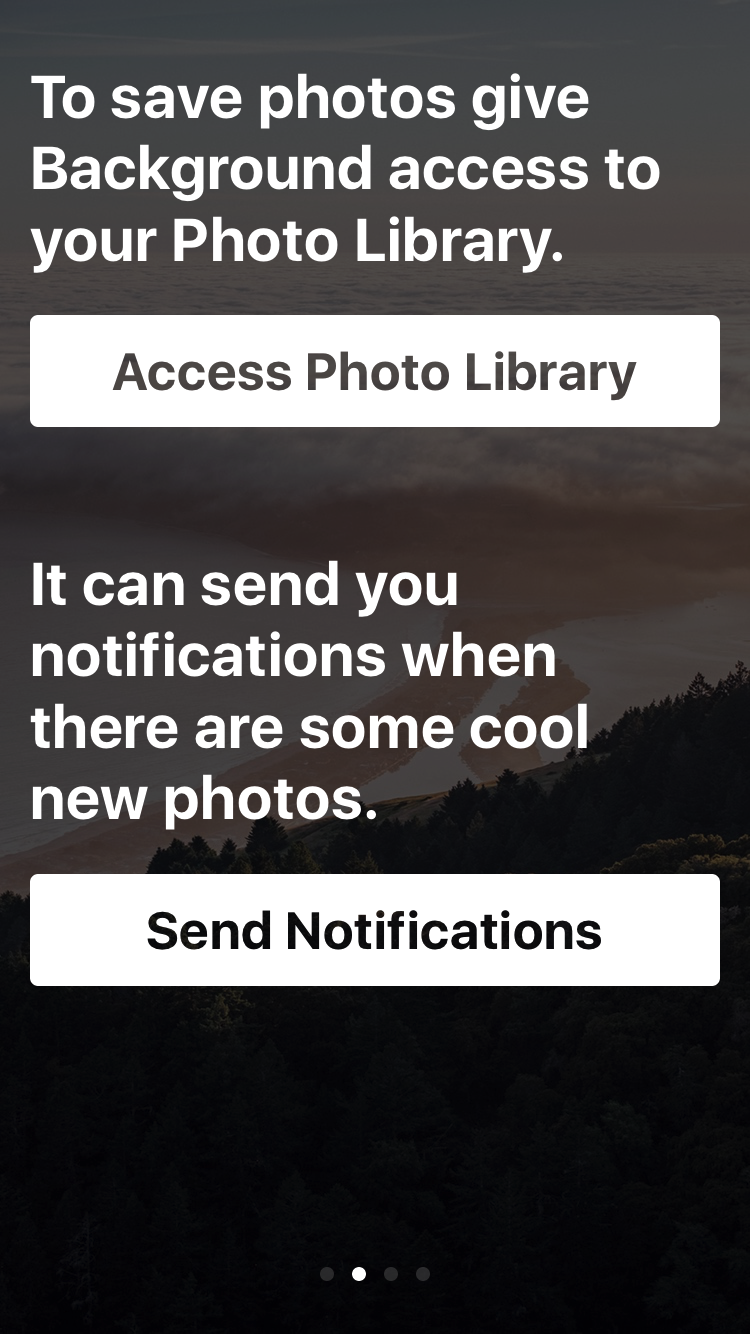 To save photos give
Background access to
your Photo Library.
Access Photo Library
It can send you
notifications when
there are some cool
new photos.
Send Notifications